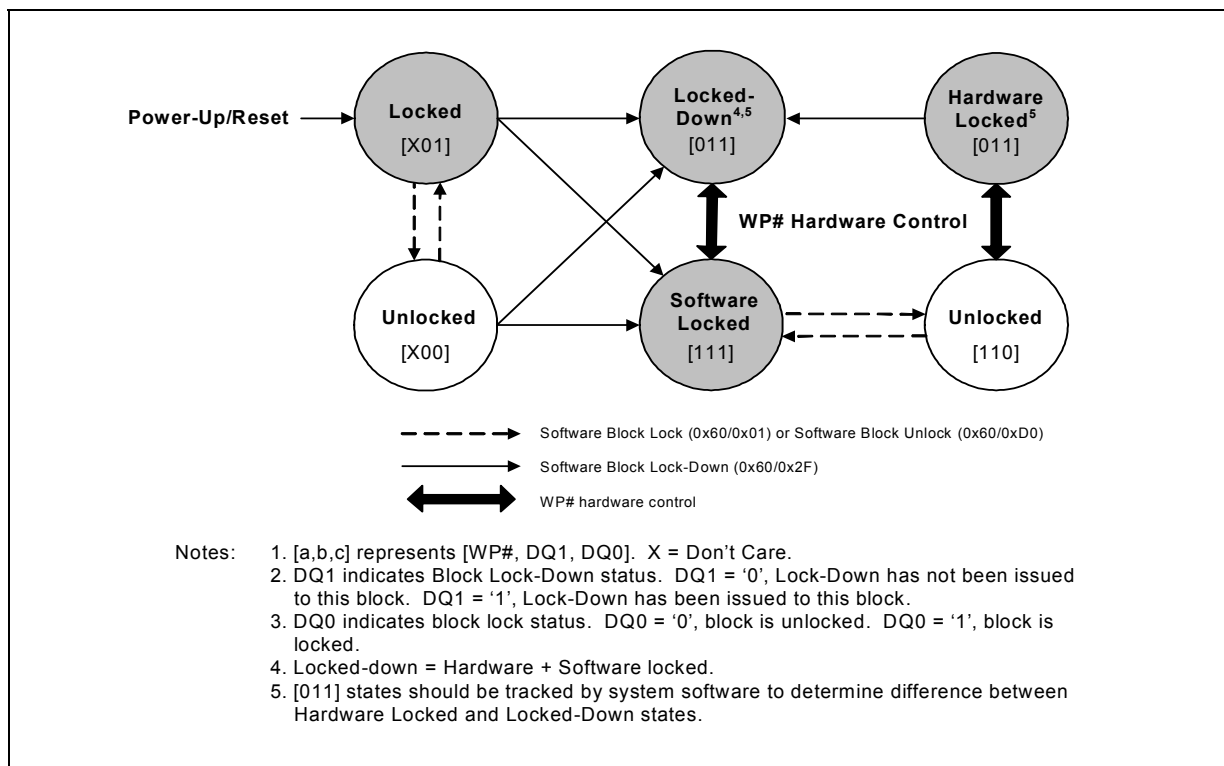 Power-Up/Reset
Locked
[X01]
Locked-
Down4,5
[011]
Hardware
Locked5
[011]
WP# Hardware Control
Unlocked
[X00]
Software
Locked
[111]
Unlocked
[110]
Software Block Lock (0x60/0x01) or Software Block Unlock (0x60/0xD0)
Software Block Lock-Down (0x60/0x2F)
WP# hardware control
Notes: 1. [a,b,c] represents [WP#, DQ1, DQ0]. X = Don’t Care.
2. DQ1 indicates Block Lock-Down status. DQ1 = ‘0’, Lock-Down has not been issued
to this block. DQ1 = ‘1’, Lock-Down has been issued to this block.
3. DQ0 indicates block lock status. DQ0 = ‘0’, block is unlocked. DQ0 = ‘1’, block is
locked.
4. Locked-down = Hardware + Software locked.
5. [011] states should be tracked by system software to determine difference between
Hardware Locked and Locked-Down states.